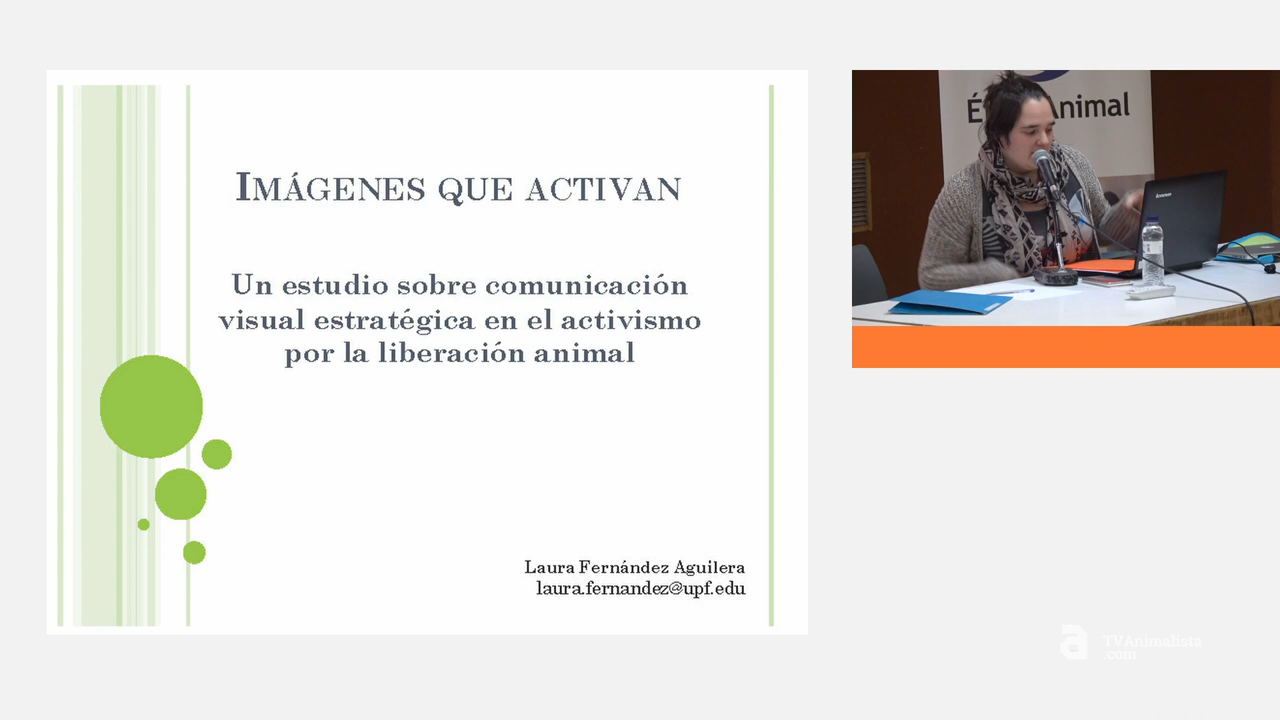 Imágenes que activan
Un estudio sobre comunicación
visual estratégica en el activismo
por la liberación animal
Laura Fernández Aguilera
laura.fernandez@upf.edu
Animal
lenovo
TVAnimalista
.com